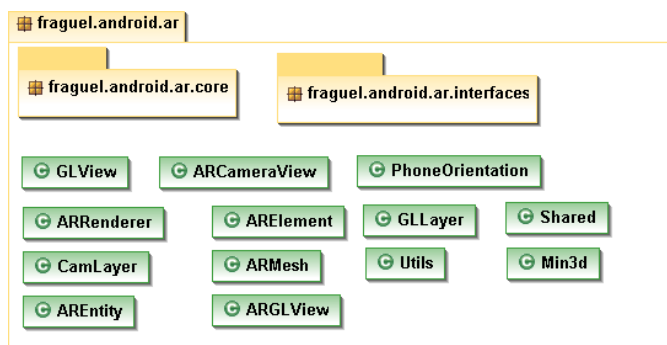 fraguel.android.ar
fraguel.android.ar.core
fraguel.android.ar.interfaces
GLView
ARCameraView
PhoneOrientation
ARRenderer
ARElement
GLLayer
Shared
CamLayer
ARMesh
Utils
Min3d
AREntity
ARGLView